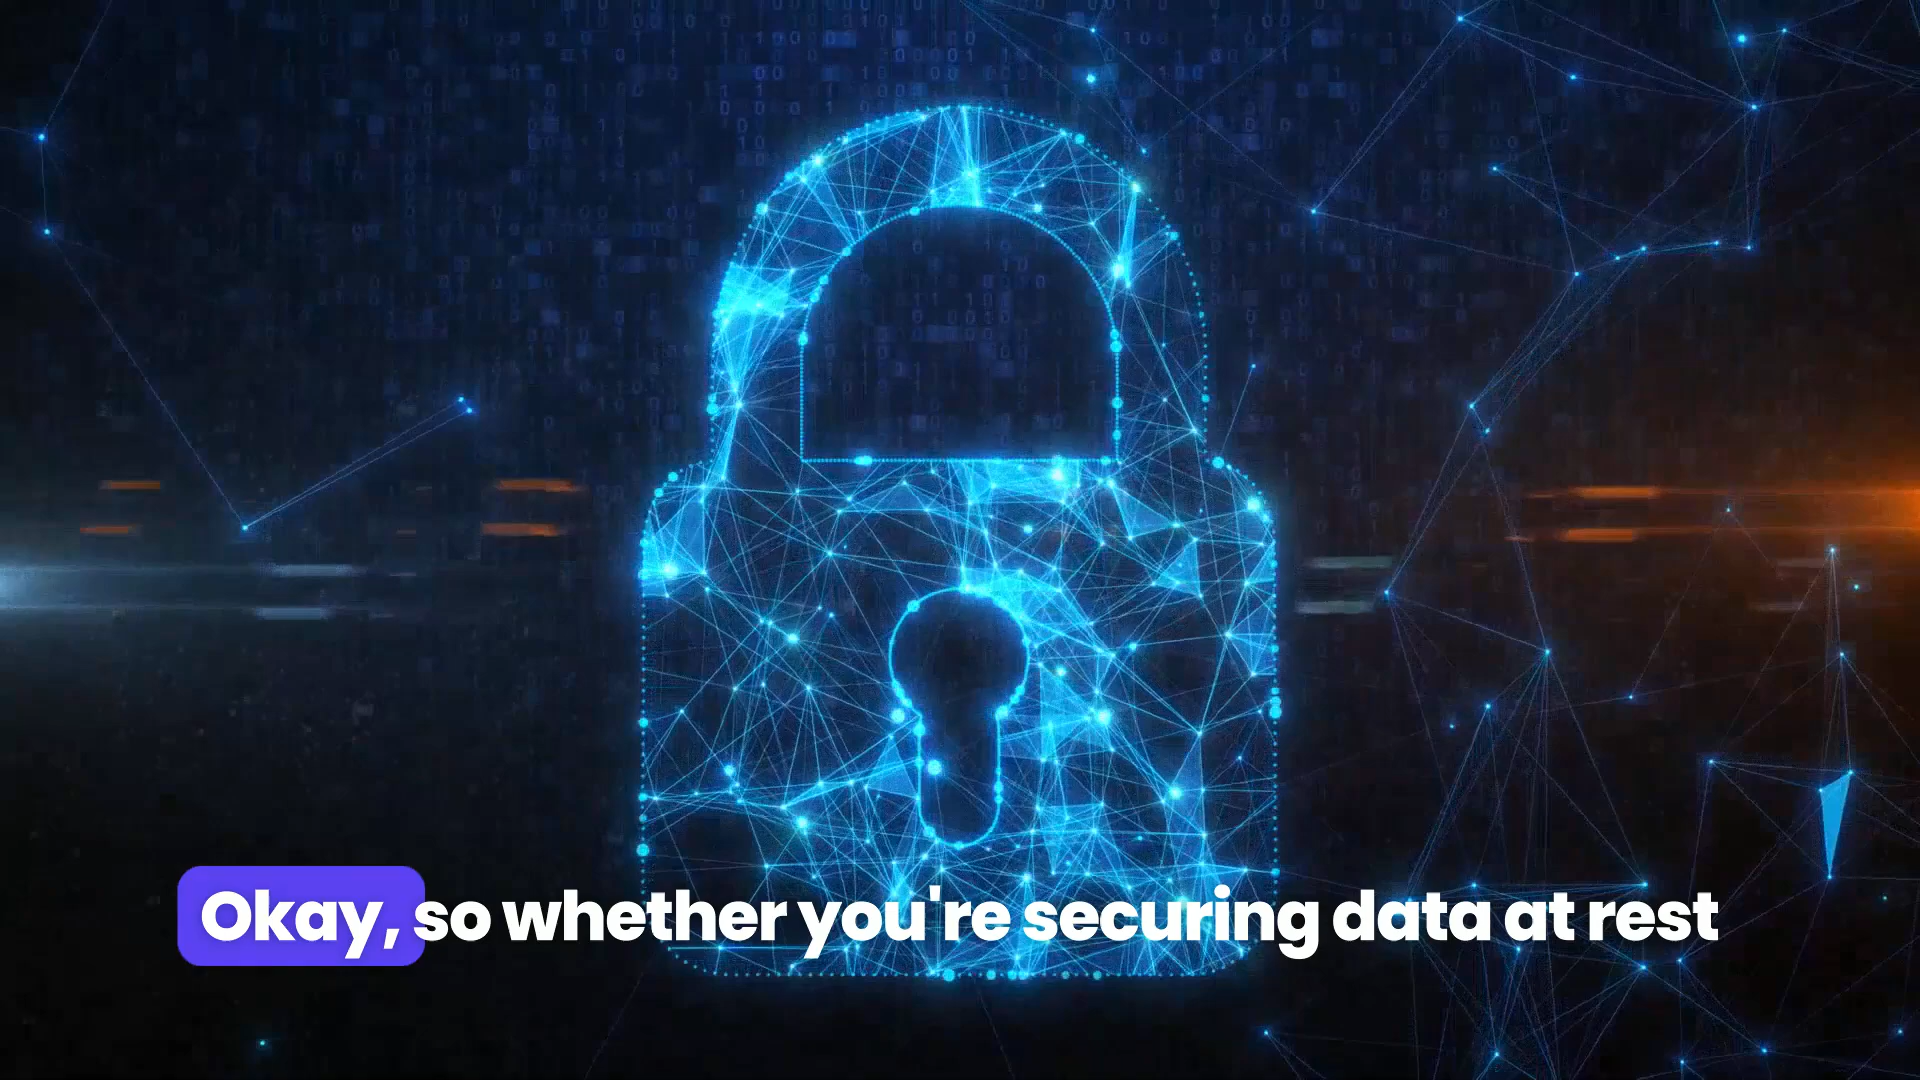 Okay, so whether you're securing data at rest